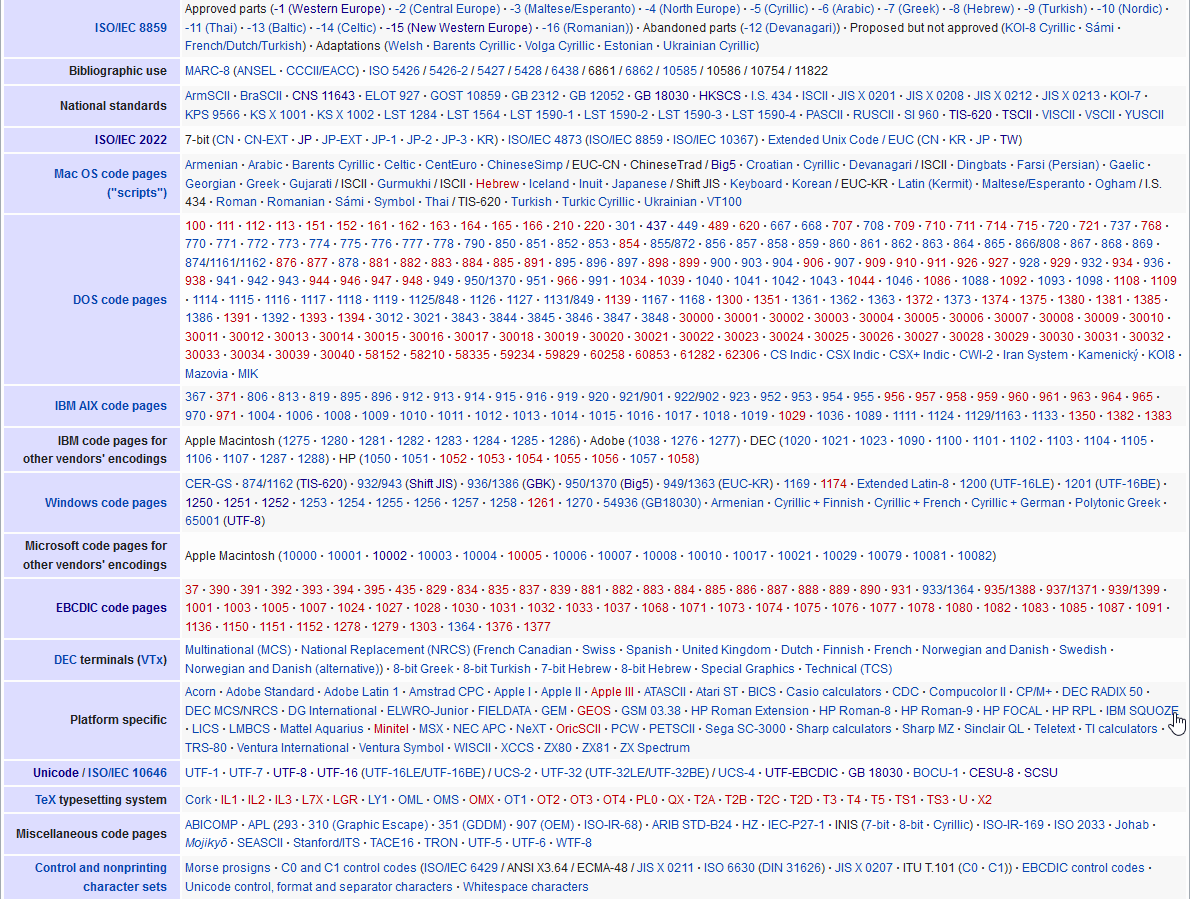 ISO/IEC 8859
Approved parts (-1 (Western Europe) · -2 (Central Europe) · -3 (Maltese/Esperanto) · -4 (North Europe) · -5 (Cyrillic) · -6 (Arabic) · -7 (Greek) · -8 (Hebrew) · -9 (Turkish) · -10 (Nordic) ·
-11 (Thai) · -13 (Baltic) · -14 (Celtic) · -15 (New Western Europe) · -16 (Romanian)) · Abandoned parts (-12 (Devanagari)) · Proposed but not approved (KOI-8 Cyrillic · Sámi ·
French/Dutch/Turkish) · Adaptations (Welsh · Barents Cyrillic · Volga Cyrillic · Estonian · Ukrainian Cyrillic)
Bibliographic use
MARC-8 (ANSEL · CCCII/EACC) · ISO 5426 / 5426-2 / 5427 / 5428 / 6438 / 6861 / 6862 / 10585 / 10586 / 10754 / 11822
National standards
ArmSCII · BraSCII · CNS 11643 · ELOT 927 · GOST 10859 · GB 2312 · GB 12052 · GB 18030 · HKSCS · I.S. 434 · ISCII · JIS X 0201 · JIS X 0208 · JIS X 0212 · JIS X 0213 · KOI-7 ·
KPS 9566 · KS X 1001 · KS X 1002 · LST 1284 · LST 1564 · LST 1590-1 · LST 1590-2 · LST 1590-3 · LST 1590-4 · PASCII · RUSCII · SI 960 · TIS-620 · TSCII · VISCII · VSCII · YUSCII
ISO/IEC 2022
7-bit (CN · CN-EXT · JP · JP-EXT · JP-1 · JP-2 · JP-3 · KR) · ISO/IEC 4873 (ISO/IEC 8859 · ISO/IEC 10367) · Extended Unix Code / EUC (CN · KR · JP · TW)
Mac OS code pages
("scripts")
Armenian · Arabic · Barents Cyrillic · Celtic · CentEuro · ChineseSimp / EUC-CN · ChineseTrad / Big5 · Croatian · Cyrillic · Devanagari / ISCII · Dingbats · Farsi (Persian) · Gaelic ·
Georgian · Greek · Gujarati / ISCII · Gurmukhi / ISCII · Hebrew · Iceland · Inuit · Japanese / Shift JIS · Keyboard · Korean / EUC-KR · Latin (Kermit) · Maltese/Esperanto · Ogham / I.S.
434 · Roman · Romanian · Sámi · Symbol · Thai / TIS-620 · Turkish · Turkic Cyrillic · Ukrainian · VT100
DOS code pages
100 · 111 · 112 · 113 · 151 · 152 · 161 · 162 · 163 · 164 · 165 · 166 · 210 · 220 · 301 · 437 · 449 · 489 · 620 · 667 · 668 · 707 · 708 · 709 · 710 · 711 · 714 · 715 · 720 · 721 · 737 · 768 ·
770 · 771 · 772 · 773 · 774 · 775 · 776 · 777 · 778 · 790 · 850 · 851 · 852 · 853 · 854 · 855/872 · 856 · 857 · 858 · 859 · 860 · 861 · 862 · 863 · 864 · 865 · 866/808 · 867 · 868 · 869 ·
874/1161/1162 · 876 · 877 · 878 · 881 · 882 · 883 · 884 · 885 · 891 · 895 · 896 · 897 · 898 · 899 · 900 · 903 · 904 · 906 · 907 · 909 · 910 · 911 · 926 · 927 · 928 · 929 · 932 · 934 · 936 ·
938 · 941 · 942 · 943 · 944 · 946 · 947 · 948 · 949 · 950/1370 · 951 · 966 · 991 · 1034 · 1039 · 1040 · 1041 · 1042 · 1043 · 1044 · 1046 · 1086 · 1088 · 1092 · 1093 · 1098 · 1108 · 1109
· 1114 · 1115 · 1116 · 1117 · 1118 · 1119 · 1125/848 · 1126 · 1127 · 1131/849 · 1139 · 1167 · 1168 · 1300 · 1351 · 1361 · 1362 · 1363 · 1372 · 1373 · 1374 · 1375 · 1380 · 1381 · 1385 ·
1386 · 1391 · 1392 · 1393 · 1394 · 3012 · 3021 · 3843 · 3844 · 3845 · 3846 · 3847 · 3848 · 30000 · 30001 · 30002 · 30003 · 30004 · 30005 · 30006 · 30007 · 30008 · 30009 · 30010 ·
30011 · 30012 · 30013 · 30014 · 30015 · 30016 · 30017 · 30018 · 30019 · 30020 · 30021 · 30022 · 30023 · 30024 · 30025 · 30026 · 30027 · 30028 · 30029 · 30030 · 30031 · 30032 ·
30033 · 30034 · 30039 · 30040 · 58152 · 58210 · 58335 · 59234 · 59829 · 60258 · 60853 · 61282 · 62306 · CS Indic · CSX Indic · CSX+ Indic · CWI-2 · Iran System · Kamenický · KOI8 ·
Mazovia · MIK
IBM AIX code pages
367 · 371 · 806 · 813 · 819 · 895 · 896 · 912 · 913 · 914 · 915 · 916 · 919 · 920 · 921/901 · 922/902 · 923 · 952 · 953 · 954 · 955 · 956 · 957 · 958 · 959 · 960 · 961 · 963 · 964 · 965 ·
970 · 971 · 1004 · 1006 · 1008 · 1009 · 1010 · 1011 · 1012 · 1013 · 1014 · 1015 · 1016 · 1017 · 1018 · 1019 · 1029 · 1036 · 1089 · 1111 · 1124 · 1129/1163 · 1133 · 1350 · 1382 · 1383
IBM code pages for
other vendors' encodings
Apple Macintosh (1275 · 1280 · 1281 · 1282 · 1283 · 1284 · 1285 · 1286) · Adobe (1038 · 1276 · 1277) · DEC (1020 · 1021 · 1023 · 1090 · 1100 · 1101 · 1102 · 1103 · 1104 · 1105 ·
1106 · 1107 · 1287 · 1288) · HP (1050 · 1051 · 1052 · 1053 · 1054 · 1055 · 1056 · 1057 · 1058)
Windows code pages
CER-GS · 874/1162 (TIS-620) · 932/943 (Shift JIS) · 936/1386 (GBK) · 950/1370 (Big5) · 949/1363 (EUC-KR) · 1169 · 1174 · Extended Latin-8 · 1200 (UTF-16LE) · 1201 (UTF-16BE) ·
1250 · 1251 · 1252 · 1253 · 1254 · 1255 · 1256 · 1257 · 1258 · 1261 · 1270 · 54936 (GB18030) · Armenian · Cyrillic + Finnish · Cyrillic + French · Cyrillic + German · Polytonic Greek ·
65001 (UTF-8)
Microsoft code pages for
other vendors' encodings
Apple Macintosh (10000 · 10001 · 10002 · 10003 · 10004 · 10005 · 10006 · 10007 · 10008 · 10010 · 10017 · 10021 · 10029 · 10079 · 10081 · 10082)
EBCDIC code pages
37 · 390 · 391 · 392 · 393 · 394 · 395 · 435 · 829 · 834 · 835 · 837 · 839 · 881 · 882 · 883 · 884 · 885 · 886 · 887 · 888 · 889 · 890 · 931 · 933/1364 · 935/1388 · 937/1371 · 939/1399 ·
1001 · 1003 · 1005 · 1007 · 1024 · 1027 · 1028 · 1030 · 1031 · 1032 · 1033 · 1037 · 1068 · 1071 · 1073 · 1074 · 1075 · 1076 · 1077 · 1078 · 1080 · 1082 · 1083 · 1085 · 1087 · 1091 ·
1136 · 1150 · 1151 · 1152 · 1278 · 1279 · 1303 · 1364 · 1376 · 1377
DEC terminals (VTx)
Multinational (MCS) · National Replacement (NRCS) (French Canadian · Swiss · Spanish · United Kingdom · Dutch · Finnish · French · Norwegian and Danish · Swedish ·
Norwegian and Danish (alternative)) · 8-bit Greek · 8-bit Turkish · 7-bit Hebrew · 8-bit Hebrew · Special Graphics · Technical (TCS)
Platform specific
Acorn · Adobe Standard · Adobe Latin 1 · Amstrad CPC · Apple I · Apple II · Apple III · ATASCII · Atari ST · BICS · Casio calculators · CDC · Compucolor II · CP/M+ · DEC RADIX 50 ·
DEC MCS/NRCS · DG International · ELWRO-Junior · FIELDATA · GEM · GEOS · GSM 03.38 · HP Roman Extension · HP Roman-8 · HP Roman-9 · HP FOCAL · HP RPL · IBM SQUOZE
· LICS · LMBCS · Mattel Aquarius · Minitel · MSX · NEC APC · NeXT · OricSCII · PCW · PETSCII · Sega SC-3000 · Sharp calculators · Sharp MZ · Sinclair QL · Teletext · TI calculators ·
TRS-80 · Ventura International · Ventura Symbol · WISCII · XCCS · ZX80 · ZX81 · ZX Spectrum
Unicode / ISO/IEC 10646
UTF-1 · UTF-7 · UTF-8 · UTF-16 (UTF-16LE/UTF-16BE) / UCS-2 · UTF-32 (UTF-32LE/UTF-32BE) / UCS-4 · UTF-EBCDIC · GB 18030 · BOCU-1 · CESU-8 · SCSU
TeX typesetting system
Cork · IL1 · IL2 · IL3 · L7X · LGR · LY1 · OML · OMS · OMX · OT1 · OT2 · OT3 · OT4 · PL0 · QX · T2A · T2B · T2C · T2D · T3 · T4 · T5 · TS1 · TS3 · U · X2
Miscellaneous code pages
ABICOMP · APL (293 · 310 (Graphic Escape) · 351 (GDDM) · 907 (OEM) · ISO-IR-68) · ARIB STD-B24 · HZ · IEC-P27-1 · INIS (7-bit · 8-bit · Cyrillic) · ISO-IR-169 · ISO 2033 · Johab ·
Mojikyō · SEASCII · Stanford/ITS · TACE16 · TRON · UTF-5 · UTF-6 · WTF-8
Control and nonprinting
character sets
Morse prosigns · C0 and C1 control codes (ISO/IEC 6429 / ANSI X3.64 / ECMA-48 / JIS X 0211 · ISO 6630 (DIN 31626) · JIS X 0207 · ITU T.101 (C0 · C1)) · EBCDIC control codes ·
Unicode control, format and separator characters · Whitespace characters